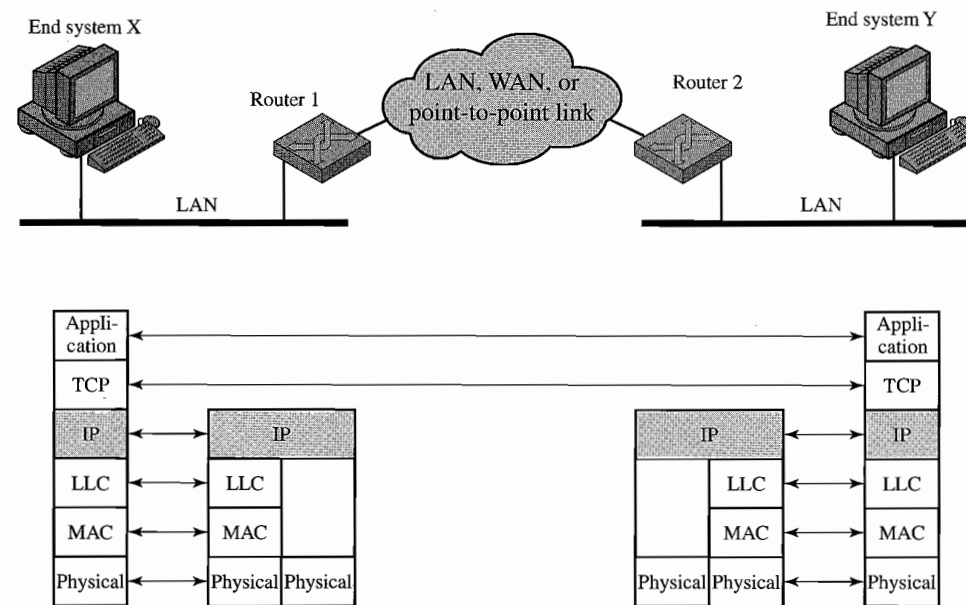 End system X
End system Y
Router 1
LAN, WAN, or
point-to-point link
Router 2
LAN
LAN
Appli-
cation
Appli-
cation
TCP
TCP
IP
IP
IP
IP
LLC
LLC
LLC
LLC
MAC
MAC
MAC
MAC
Physical
Physical
Physical
Physical
Physical
Physical